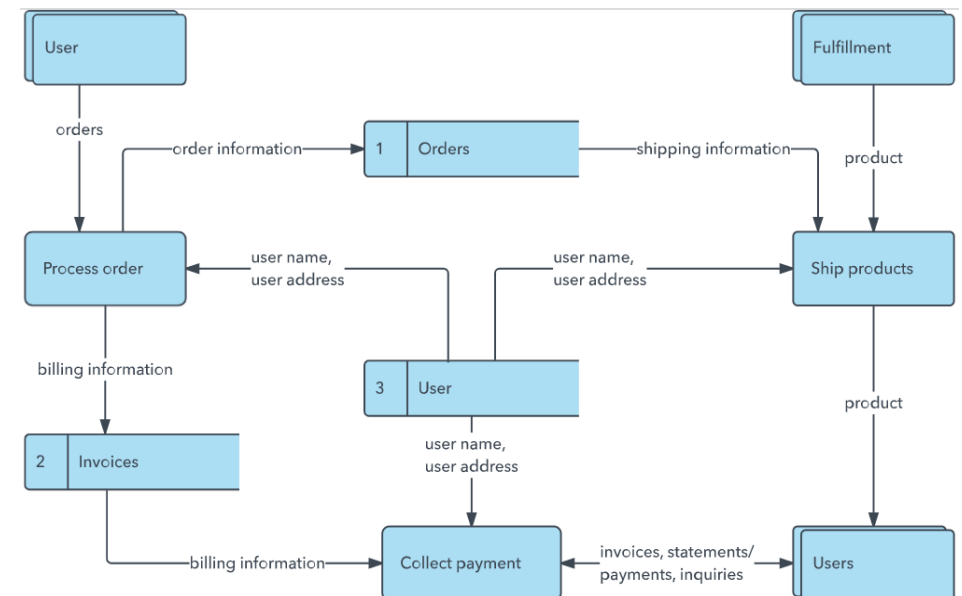 User
Fulfillment
orders
order information
1 Orders
shipping information
product
Process order
user name,
user address
user name,
user address
Ship products
billing information
3 User
product
2 Invoices
user name,
user address
billing information
Collect payment
invoices, statements/
payments, inquiries
Users